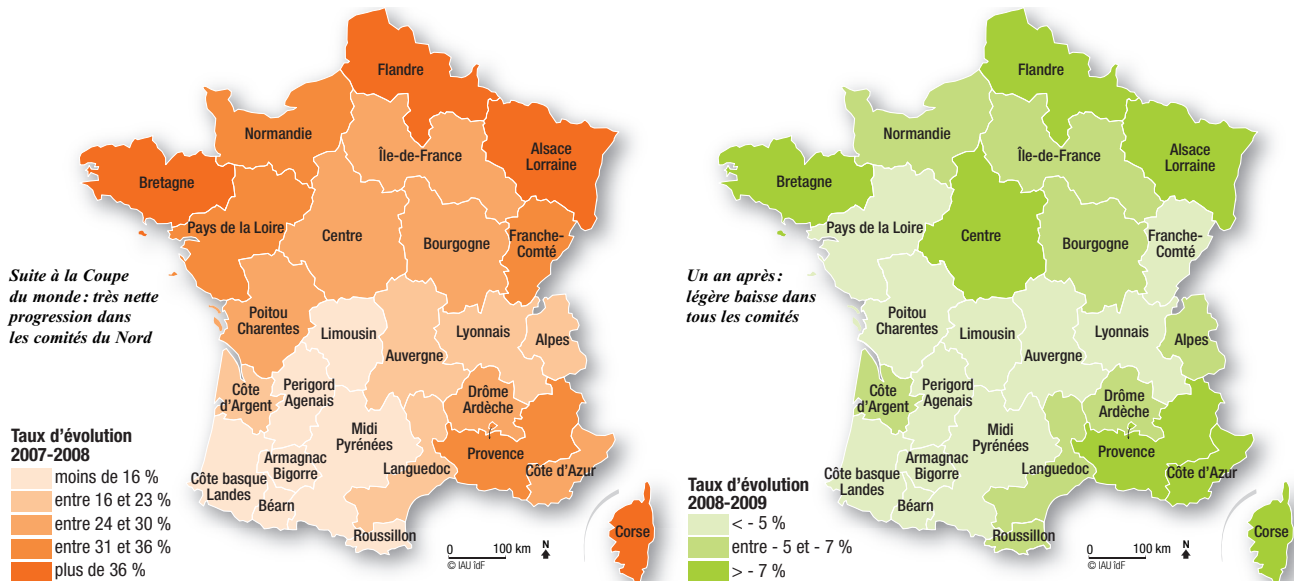 Flandre
Normandie
Île-de-France
Alsace
Lorraine
Bretagne
Pays de la Loire
Centre
Bourgogne
Franche-
Comté
Suite à la Coupe
du monde : très nette
progression dans
les comités du Nord
Poitou
Charentes
Limousin
Lyonnais
Alpes
Auvergne
Côte
d'Argent
Perigord
Agenais
Drôme
Ardèche
Midi
Pyrénées
Provence
Côte d'Azur
Armagnac
Bigorre
Languedoc
Côte basque
Landes
Béarn
Roussillon
Corse
Taux d'évolution
2007-2008
moins de 16 %
entre 16 et 23 %
entre 24 et 30 %
entre 31 et 36 %
plus de 36 %
0 100 km N
© IAU îdF
Flandre
Normandie
Île-de-France
Alsace
Lorraine
Bretagne
Pays de la Loire
Centre
Bourgogne
Franche-
Comté
Un an après :
légère baisse dans
tous les comités
Poitou
Charentes
Limousin
Lyonnais
Alpes
Auvergne
Côte
d'Argent
Perigord
Agenais
Drôme
Ardèche
Midi
Pyrénées
Provence
Côte d'Azur
Armagnac
Bigorre
Languedoc
Côte basque
Landes
Béarn
Roussillon
Corse
Taux d'évolution
2008-2009
< - 5 %
entre - 5 et - 7 %
> - 7 %
0 100 km N
© IAU îdF